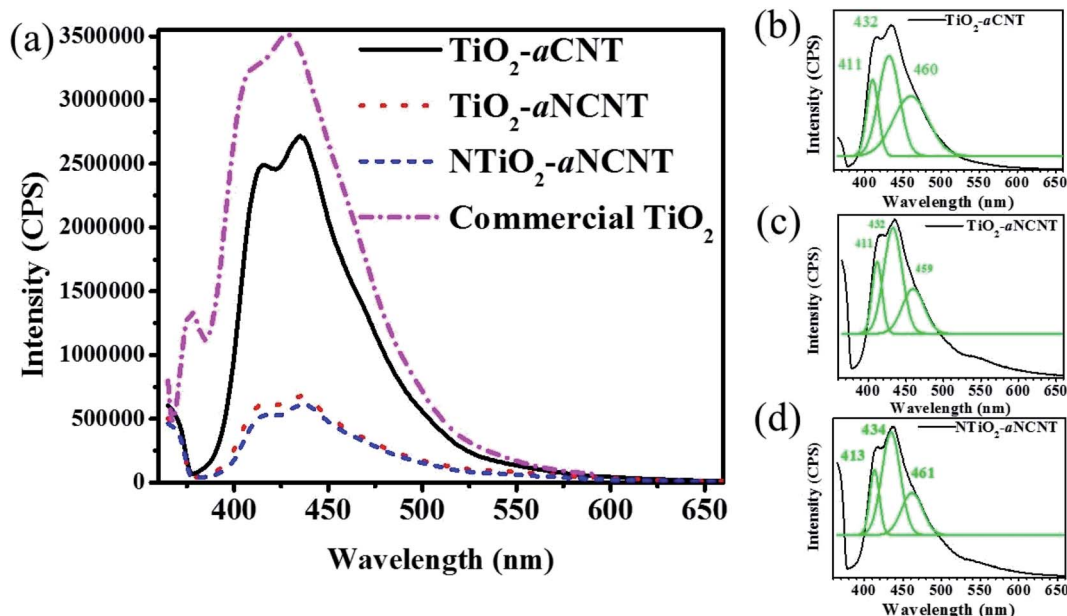 (a)
Intensity (CPS)
3500000
3000000
2500000
2000000
1500000
1000000
500000
0
TiO2-aCNT
TiO2-aNCNT
NTiO2-aNCNT
Commercial TiO2
400 450 500 550 600 650
Wavelength (nm)
(b)
Intensity (CPS)
TiO2-aCNT
432
411
460
400 450 500 550 600 650
Wavelength (nm)
(c)
Intensity (CPS)
TiO2-aNCNT
432
411
459
400 450 500 550 600 650
Wavelength (nm)
(d)
Intensity (CPS)
NTiO2-aNCNT
434
413
461
400 450 500 550 600 650
Wavelength (nm)